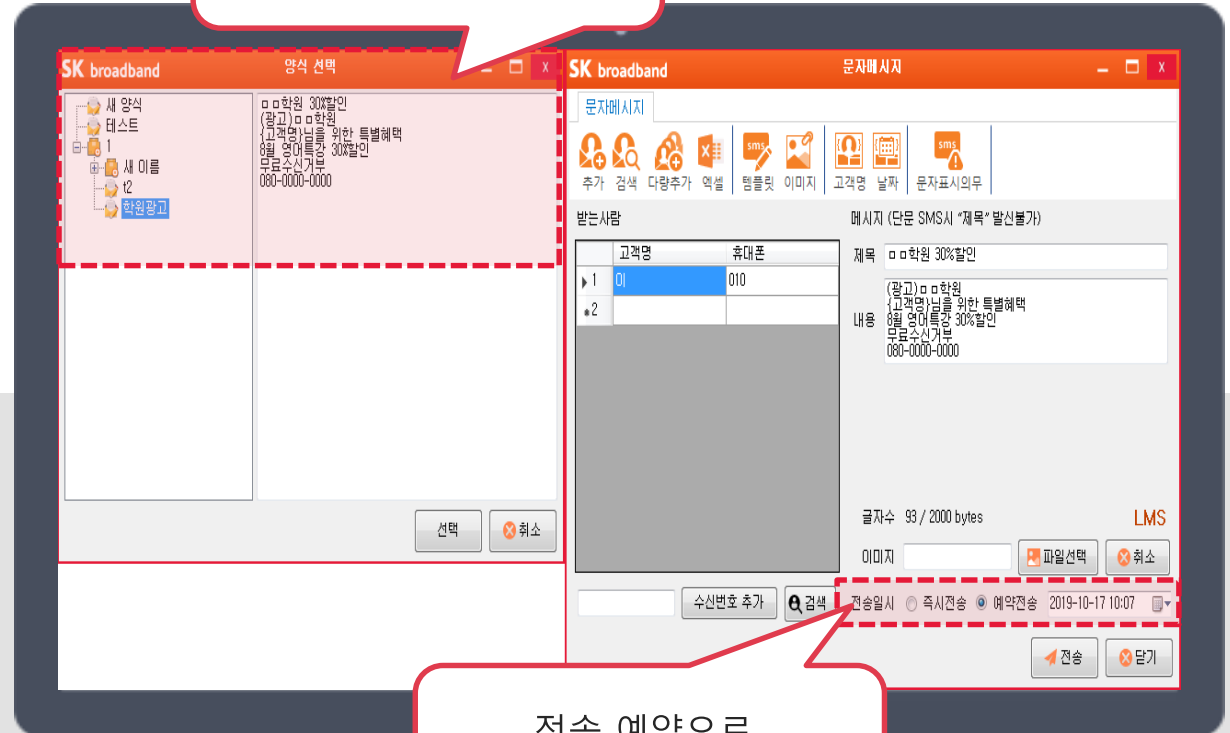 SK broadband
양식 선택
새 양식
테스트
1
새 이름
t2
학원광고
ㅁㅁ학원 30%할인
(광고)ㅁㅁ학원
{고객명}님을 위한 특별혜택
8월 영어특강 30%할인
무료수신거부
080-0000-0000
선택
취소
SK broadband
문자메시지
문자메시지
추가 검색 다량추가 엑셀 템플릿 이미지 고객명 날짜 문자표시의무
sms
sms
받는사람
고객명 휴대폰
1 이 010
2
수신번호 추가 검색
메시지 (단문 SMS시 "제목" 발신불가)
제목 ㅁㅁ학원 30%할인
내용
(광고)ㅁㅁ학원
{고객명}님을 위한 특별혜택
8월 영어특강 30%할인
무료수신거부
080-0000-0000
글자수 93 / 2000 bytes LMS
이미지 파일선택 취소
전송일시 즉시전송 예약전송 2019-10-17 10:07
전송 닫기
전송 예약으로